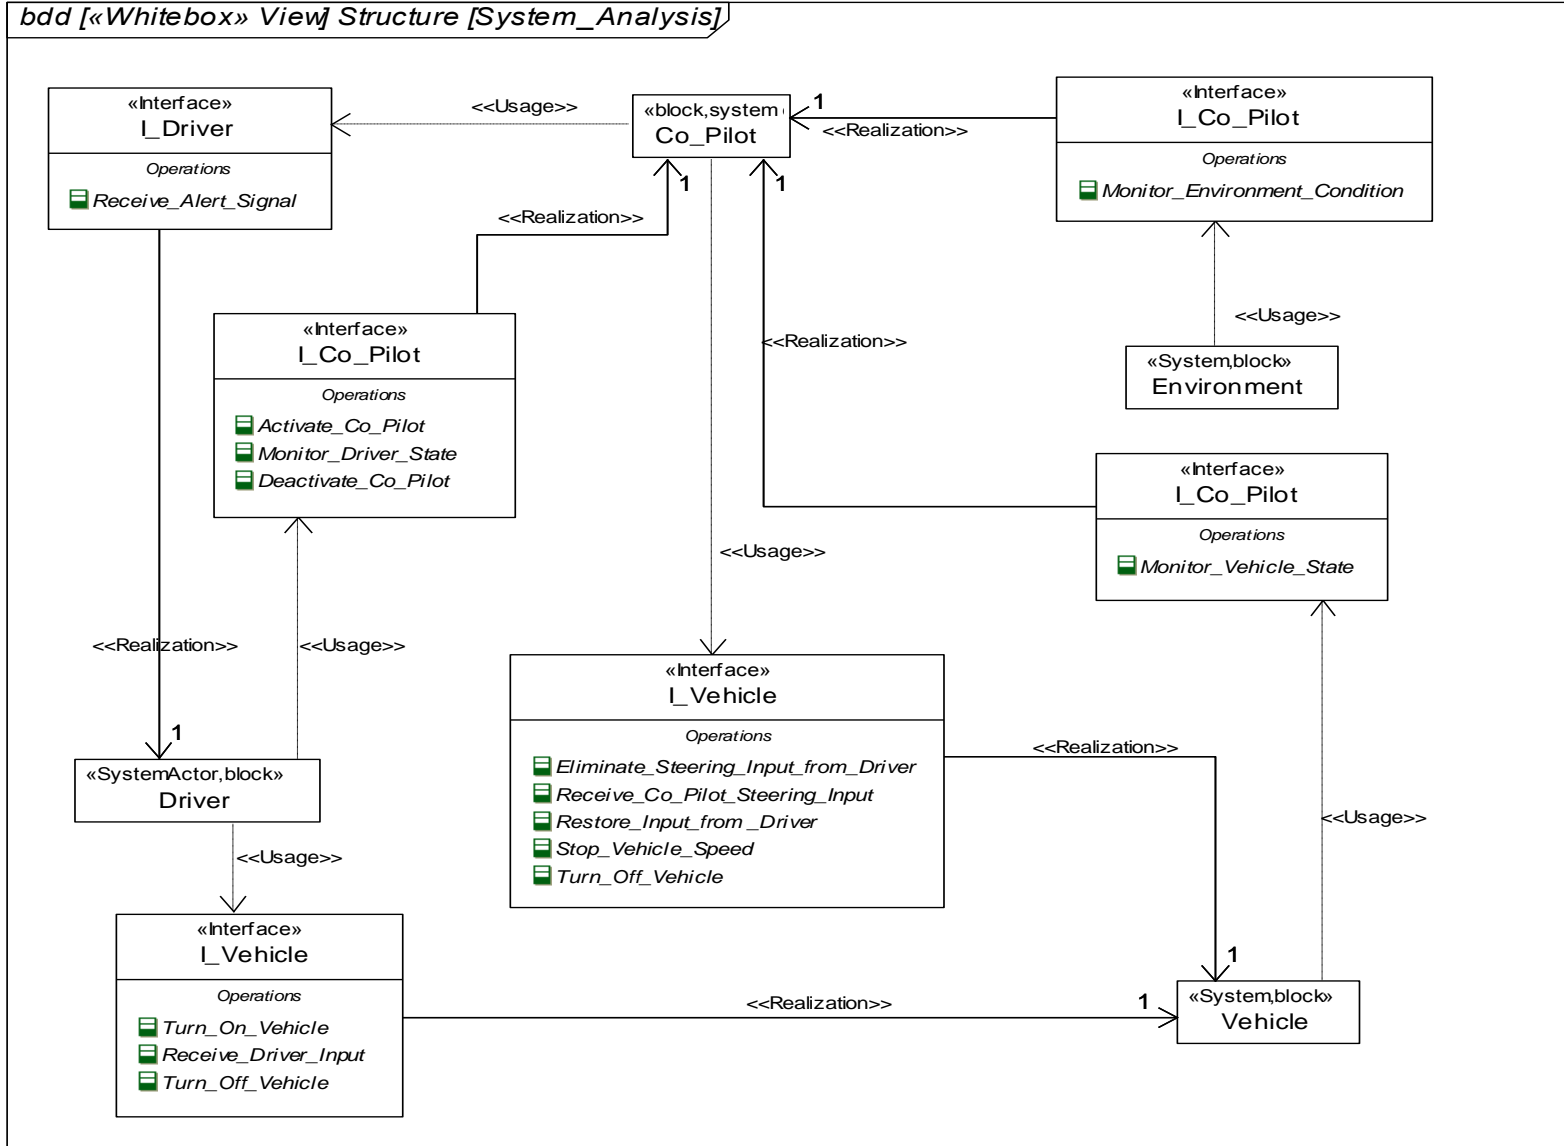 bdd [«Whitebox» View] Structure [System_Analysis]
«Interface»
I_Driver
Operations
Receive_Alert_Signal
<<Usage>>
«block,system
Co_Pilot
1
<<Realization>>
«Interface»
I_Co_Pilot
Operations
Monitor_Environment_Condition
1
1
<<Realization>>
<<Usage>>
«System,block»
Environment
<<Realization>>
«Interface»
I_Co_Pilot
Operations
Activate_Co_Pilot
Monitor_Driver_State
Deactivate_Co_Pilot
«Interface»
I_Co_Pilot
Operations
Monitor_Vehicle_State
<<Usage>>
<<Realization>>
<<Usage>>
«Interface»
I_Vehicle
Operations
Eliminate_Steering_Input_from_Driver
Receive_Co_Pilot_Steering_Input
Restore_Input_from_Driver
Stop_Vehicle_Speed
Turn_Off_Vehicle
<<Realization>>
1
«SystemActor,block»
Driver
<<Usage>>
<<Usage>>
«Interface»
I_Vehicle
Operations
Turn_On_Vehicle
Receive_Driver_Input
Turn_Off_Vehicle
<<Realization>>
1
1
«System,block»
Vehicle